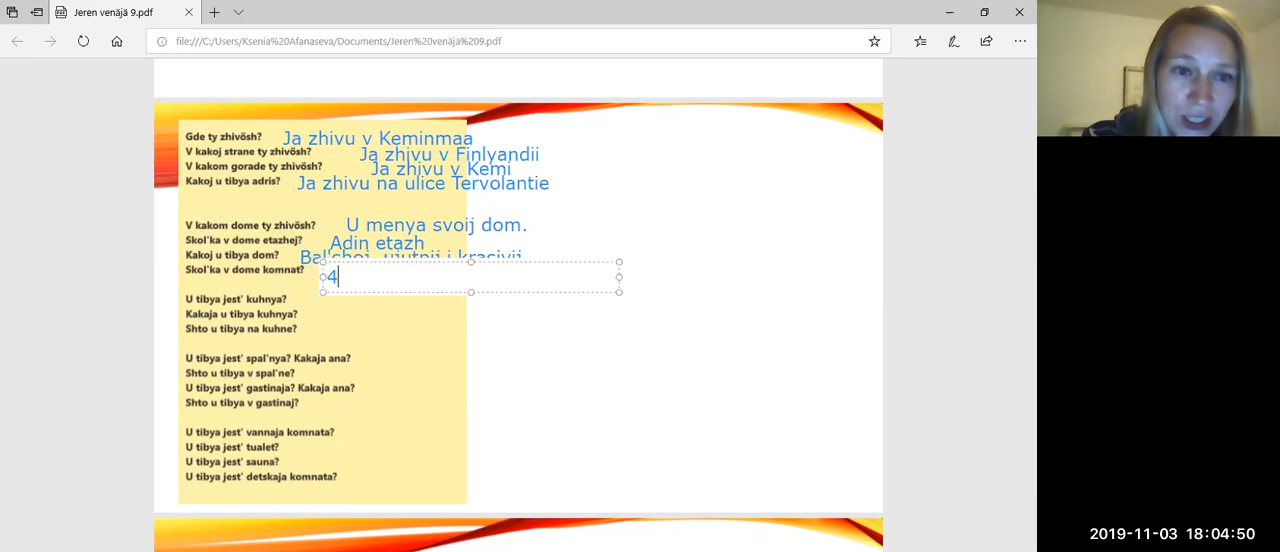 Jeren venäjä 9.pdf
file:///C:/Users/Ksenia%20Afanaseva/Documents/Jeren%20venäjä%209.pdf
Gde ty zhivösh? Ja zhivu v Keminmaa
V kakoj strane ty zhivösh? Ja zhivu v Finlyandii
V kakom gorade ty zhivösh? Ja zhivu v Kemi
Kakoj u tibya adris? Ja zhivu na ulice Tervolantie
V kakom dome ty zhivösh? U menya svoij dom.
Skol'ka v dome etazhej? Adin etazh
Kakoj u tibya dom? Bal'shoj, ujutnij i krasivij
Skol'ka v dome komnat? 4
U tibya jest' kuhnya?
Kakaja u tibya kuhnya?
Shto u tibya na kuhne?
U tibya jest' spal'nya? Kakaja ana?
Shto u tibya v spal'ne?
U tibya jest' gastinaja? Kakaja ana?
Shto u tibya v gastinaj?
U tibya jest' vannaja komnata?
U tibya jest' tualet?
U tibya jest' sauna?
U tibya jest' detskaja komnata?
2019-11-03 18:04:50